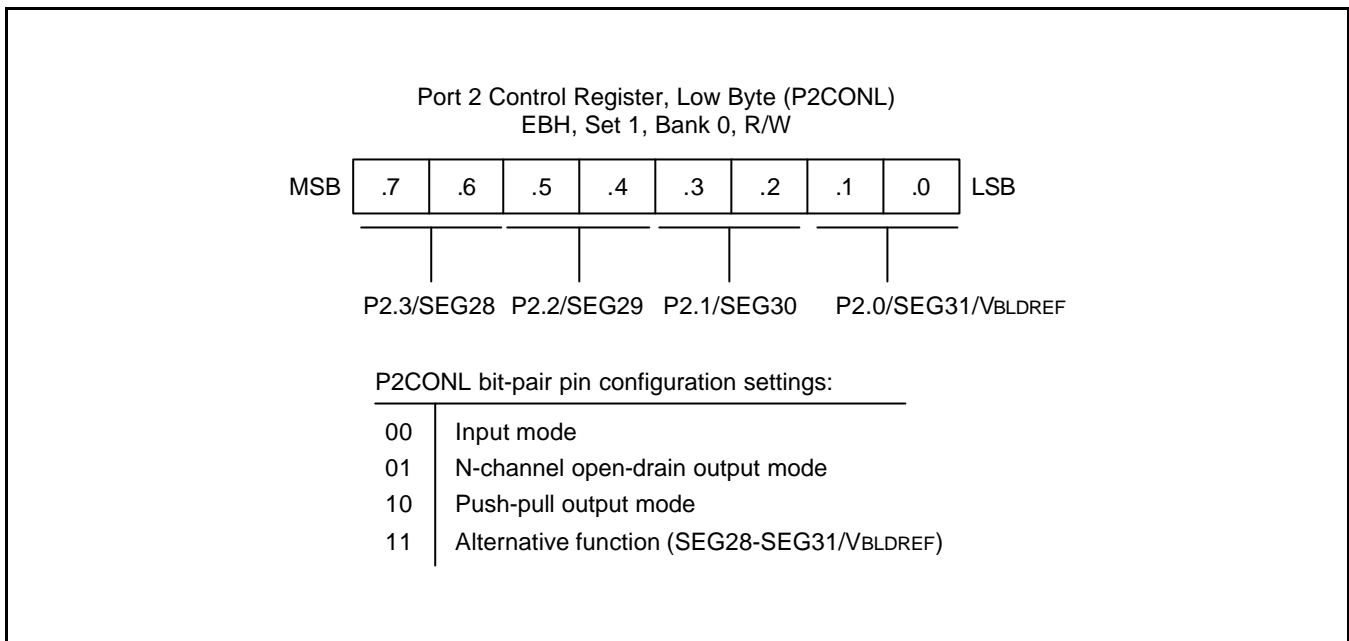 Port 2 Control Register, Low Byte (P2CONL)
EBH, Set 1, Bank 0, R/W
MSB .7 .6 .5 .4 .3 .2 .1 .0 LSB
P2.3/SEG28 P2.2/SEG29 P2.1/SEG30 P2.0/SEG31/VBLDREF
P2CONL bit-pair pin configuration settings:
00 Input mode
01 N-channel open-drain output mode
10 Push-pull output mode
11 Alternative function (SEG28-SEG31/VBLDREF)